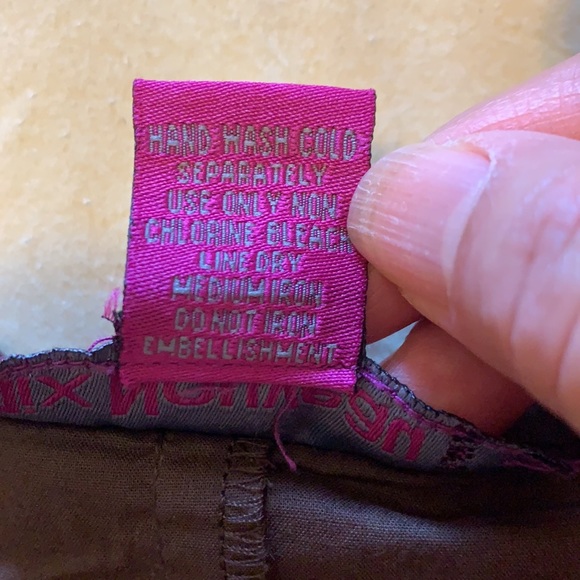 HAND WASH COLD
SEPARATELY
USE ONLY NON
CHLORINE BLEACH
LINE DRY
MEDIUM IRON
DO NOT IRON
EMBELLISHMENT